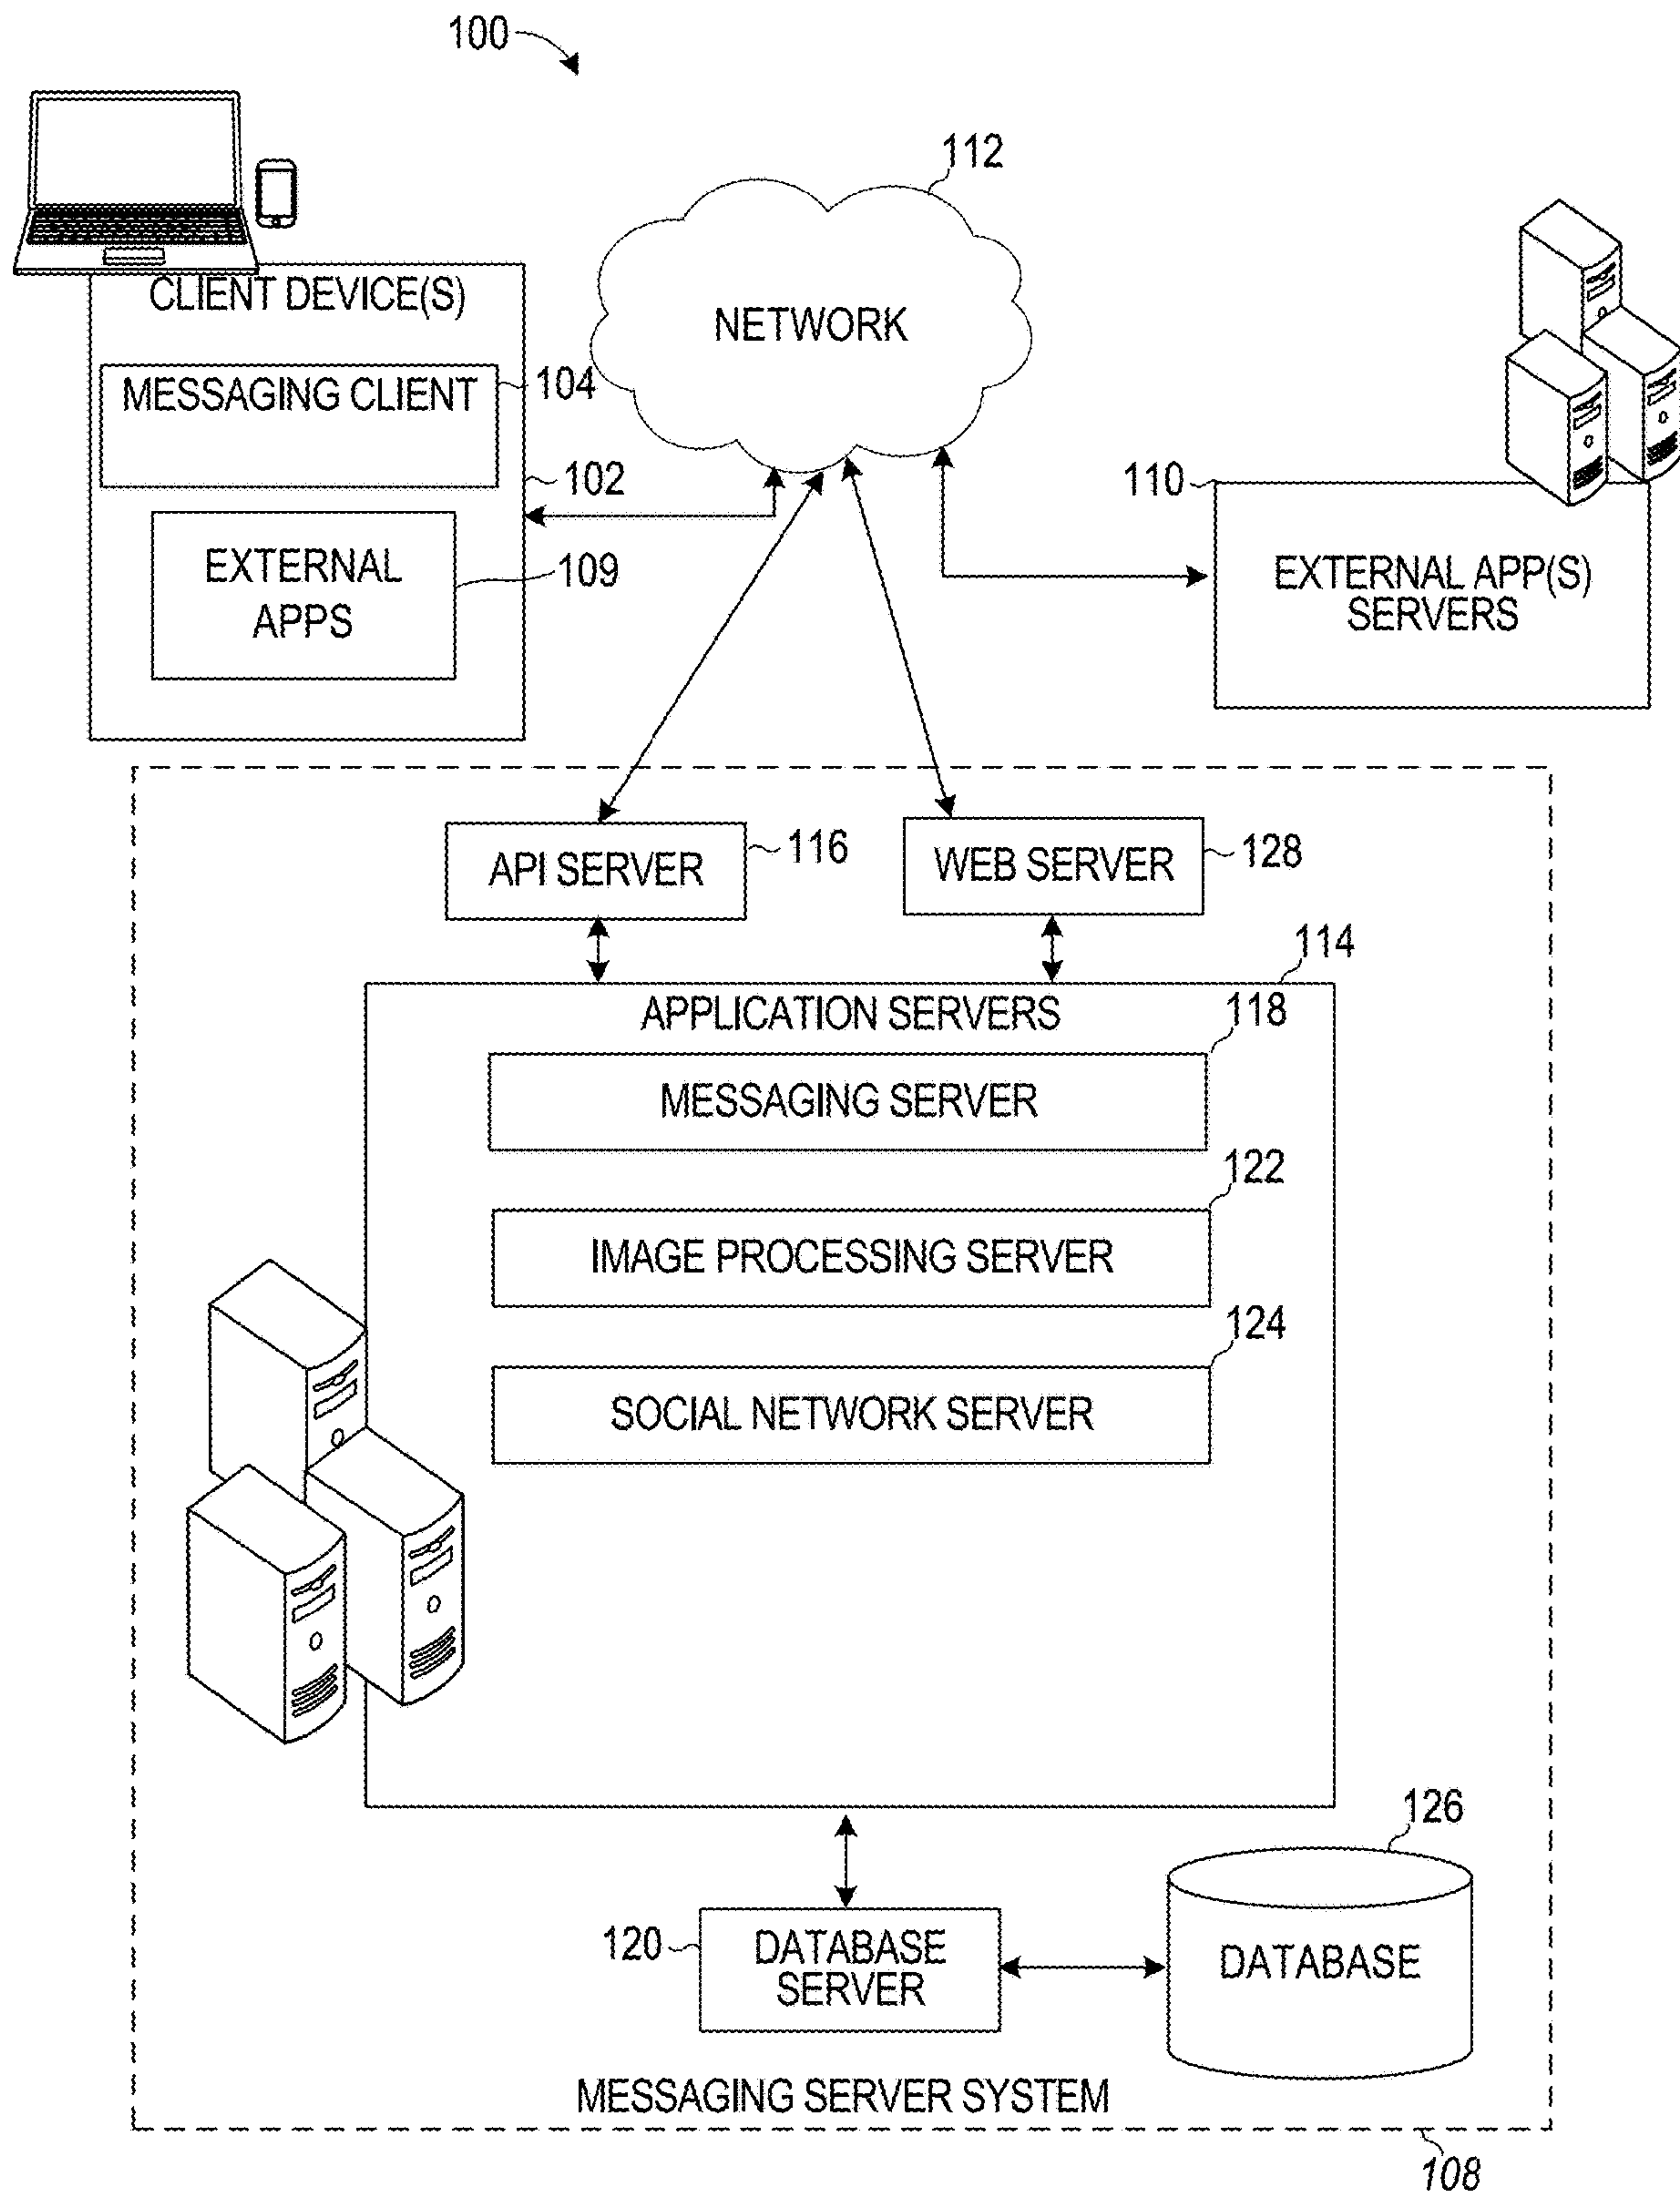 100
112
CLIENT DEVICE(S)
NETWORK
MESSAGING CLIENT
104
102
110
EXTERNAL
APPS
109
EXTERNAL APP(S)
SERVERS
API SERVER
116
WEB SERVER
128
114
APPLICATION SERVERS
118
MESSAGING SERVER
122
IMAGE PROCESSING SERVER
124
SOCIAL NETWORK SERVER
126
120
DATABASE
SERVER
DATABASE
MESSAGING SERVER SYSTEM
108